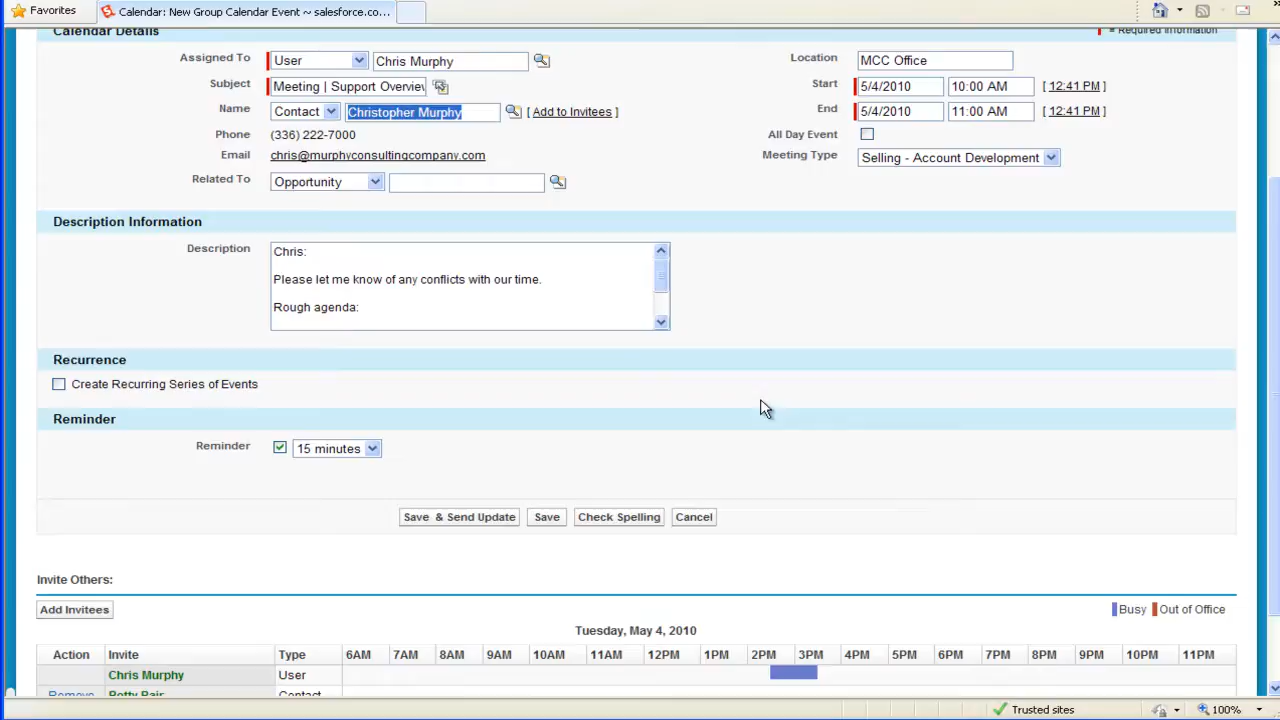 Favorites Calendar: New Group Calendar Event ~ salesforce.co...
Calendar Details = Required Information
Assigned To User Chris Murphy Location MCC Office
Subject Meeting | Support Overview Start 5/4/2010 10:00 AM [ 12:41 PM ]
Name Contact Christopher Murphy [ Add to Invitees ] End 5/4/2010 11:00 AM [ 12:41 PM ]
Phone (336) 222-7000 All Day Event
Email chris@murphyconsultingcompany.com Meeting Type Selling - Account Development
Related To Opportunity
Description Information
Description Chris:
Please let me know of any conflicts with our time.
Rough agenda:
Recurrence
Create Recurring Series of Events
Reminder
Reminder 15 minutes
Save & Send Update Save Check Spelling Cancel
Invite Others:
Add Invitees Busy Out of Office
Tuesday, May 4, 2010
Action Invite Type 6AM 7AM 8AM 9AM 10AM 11AM 12PM 1PM 2PM 3PM 4PM 5PM 6PM 7PM 8PM 9PM 10PM 11PM
Chris Murphy User
Remove Betty Bair Contact
Trusted sites 100%